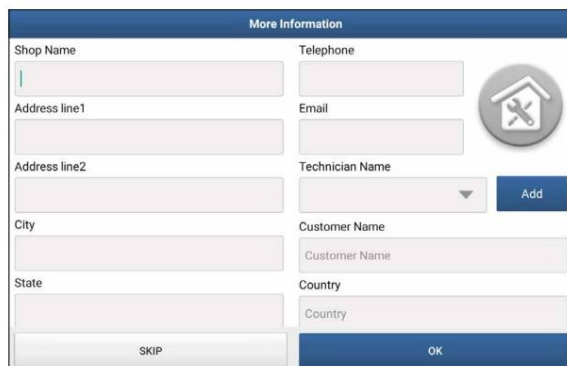 More Information
Shop Name
Telephone
Address line1
Email
Address line2
Technician Name
Add
City
Customer Name
Customer Name
State
Country
Country
SKIP
OK